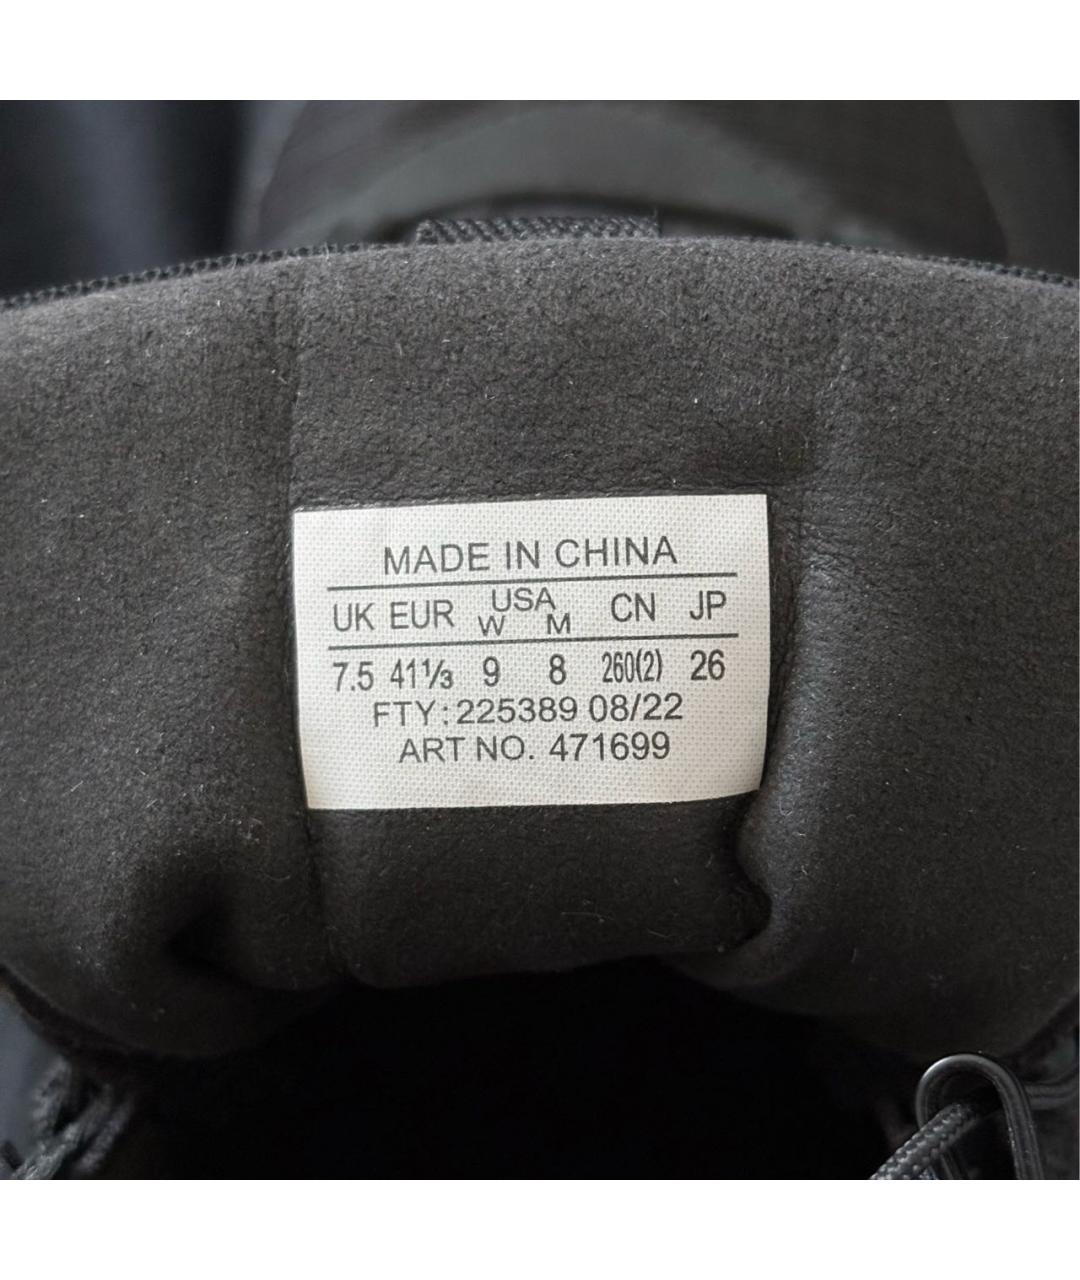 MADE IN CHINA
UK EUR USA W M CN JP
7.5 41⅓ 9 8 260(2) 26
FTY: 225389 08/22
ART NO. 471699